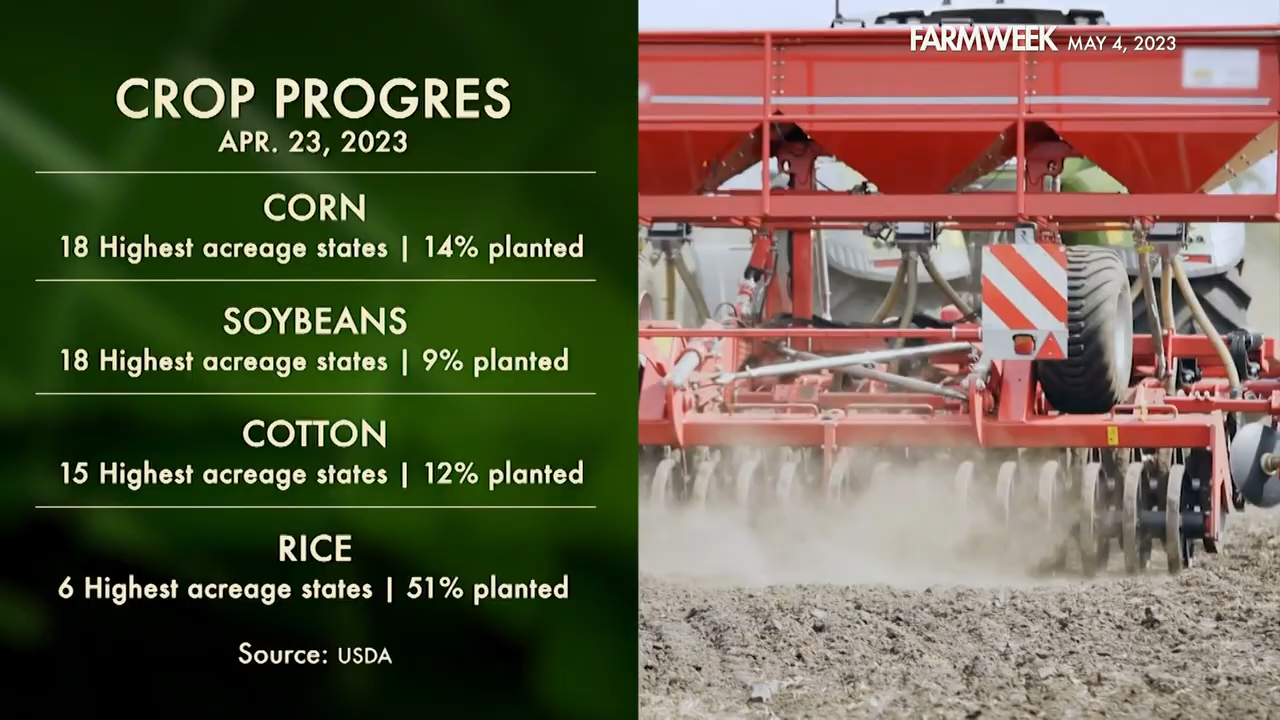 CROP PROGRES
APR. 23, 2023
CORN
18 Highest acreage states | 14% planted
SOYBEANS
18 Highest acreage states | 9% planted
COTTON
15 Highest acreage states | 12% planted
RICE
6 Highest acreage states | 51% planted
Source: USDA
FARMWEEK MAY 4, 2023